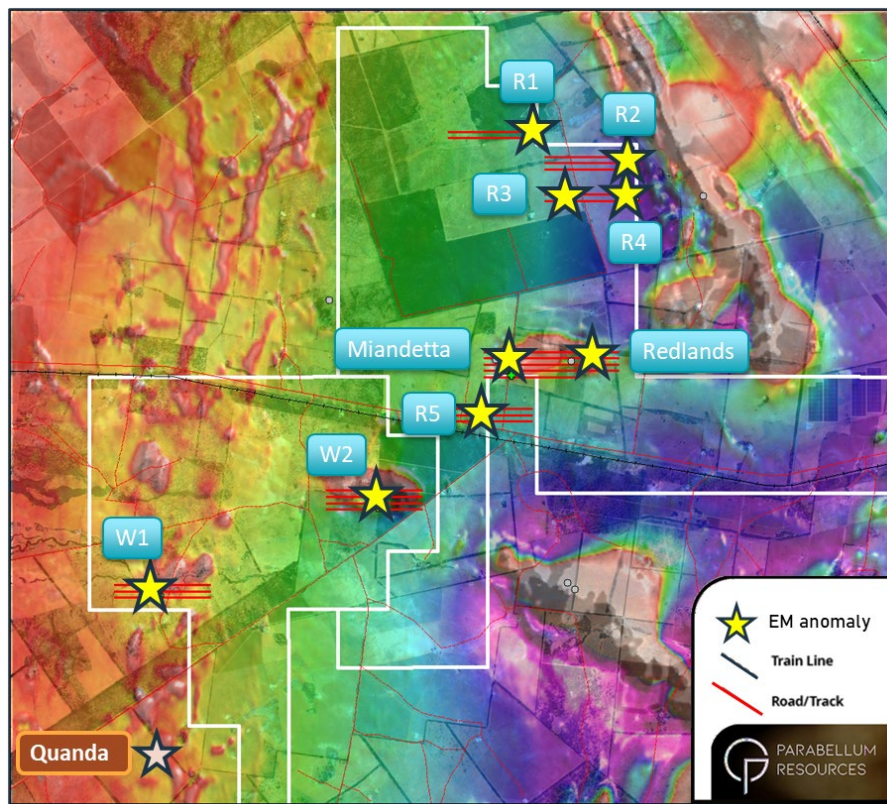 R1
R2
R3
R4
Miandetta
Redlands
R5
W2
W1
EM anomaly
Train Line
Road/Track
Quanda
PARABELLUM
RESOURCES